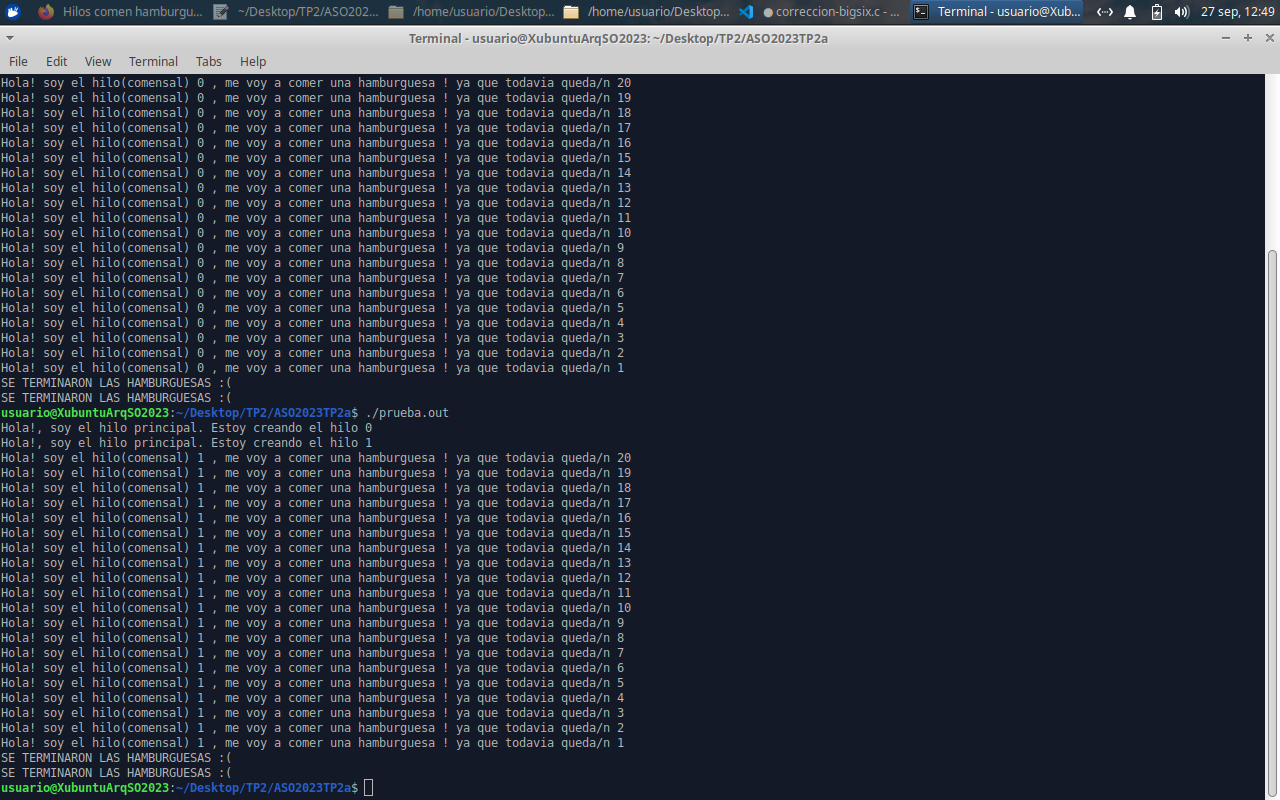 Hilos comen hamburgu... ~/Desktop/TP2/ASO202... /home/usuario/Desktop... /home/usuario/Desktop... correccion-bigsix.c - ... Terminal - usuario@Xub... 27 sep, 12:49
Terminal - usuario@XubuntuArqSO2023: ~/Desktop/TP2/ASO2023TP2a
File Edit View Terminal Tabs Help
Hola! soy el hilo(comensal) 0 , me voy a comer una hamburguesa ! ya que todavia queda/n 20
Hola! soy el hilo(comensal) 0 , me voy a comer una hamburguesa ! ya que todavia queda/n 19
Hola! soy el hilo(comensal) 0 , me voy a comer una hamburguesa ! ya que todavia queda/n 18
Hola! soy el hilo(comensal) 0 , me voy a comer una hamburguesa ! ya que todavia queda/n 17
Hola! soy el hilo(comensal) 0 , me voy a comer una hamburguesa ! ya que todavia queda/n 16
Hola! soy el hilo(comensal) 0 , me voy a comer una hamburguesa ! ya que todavia queda/n 15
Hola! soy el hilo(comensal) 0 , me voy a comer una hamburguesa ! ya que todavia queda/n 14
Hola! soy el hilo(comensal) 0 , me voy a comer una hamburguesa ! ya que todavia queda/n 13
Hola! soy el hilo(comensal) 0 , me voy a comer una hamburguesa ! ya que todavia queda/n 12
Hola! soy el hilo(comensal) 0 , me voy a comer una hamburguesa ! ya que todavia queda/n 11
Hola! soy el hilo(comensal) 0 , me voy a comer una hamburguesa ! ya que todavia queda/n 10
Hola! soy el hilo(comensal) 0 , me voy a comer una hamburguesa ! ya que todavia queda/n 9
Hola! soy el hilo(comensal) 0 , me voy a comer una hamburguesa ! ya que todavia queda/n 8
Hola! soy el hilo(comensal) 0 , me voy a comer una hamburguesa ! ya que todavia queda/n 7
Hola! soy el hilo(comensal) 0 , me voy a comer una hamburguesa ! ya que todavia queda/n 6
Hola! soy el hilo(comensal) 0 , me voy a comer una hamburguesa ! ya que todavia queda/n 5
Hola! soy el hilo(comensal) 0 , me voy a comer una hamburguesa ! ya que todavia queda/n 4
Hola! soy el hilo(comensal) 0 , me voy a comer una hamburguesa ! ya que todavia queda/n 3
Hola! soy el hilo(comensal) 0 , me voy a comer una hamburguesa ! ya que todavia queda/n 2
Hola! soy el hilo(comensal) 0 , me voy a comer una hamburguesa ! ya que todavia queda/n 1
SE TERMINARON LAS HAMBURGUESAS :(
SE TERMINARON LAS HAMBURGUESAS :(
usuario@XubuntuArqSO2023:~/Desktop/TP2/ASO2023TP2a$ ./prueba.out
Hola!, soy el hilo principal. Estoy creando el hilo 0
Hola!, soy el hilo principal. Estoy creando el hilo 1
Hola! soy el hilo(comensal) 1 , me voy a comer una hamburguesa ! ya que todavia queda/n 20
Hola! soy el hilo(comensal) 1 , me voy a comer una hamburguesa ! ya que todavia queda/n 19
Hola! soy el hilo(comensal) 1 , me voy a comer una hamburguesa ! ya que todavia queda/n 18
Hola! soy el hilo(comensal) 1 , me voy a comer una hamburguesa ! ya que todavia queda/n 17
Hola! soy el hilo(comensal) 1 , me voy a comer una hamburguesa ! ya que todavia queda/n 16
Hola! soy el hilo(comensal) 1 , me voy a comer una hamburguesa ! ya que todavia queda/n 15
Hola! soy el hilo(comensal) 1 , me voy a comer una hamburguesa ! ya que todavia queda/n 14
Hola! soy el hilo(comensal) 1 , me voy a comer una hamburguesa ! ya que todavia queda/n 13
Hola! soy el hilo(comensal) 1 , me voy a comer una hamburguesa ! ya que todavia queda/n 12
Hola! soy el hilo(comensal) 1 , me voy a comer una hamburguesa ! ya que todavia queda/n 11
Hola! soy el hilo(comensal) 1 , me voy a comer una hamburguesa ! ya que todavia queda/n 10
Hola! soy el hilo(comensal) 1 , me voy a comer una hamburguesa ! ya que todavia queda/n 9
Hola! soy el hilo(comensal) 1 , me voy a comer una hamburguesa ! ya que todavia queda/n 8
Hola! soy el hilo(comensal) 1 , me voy a comer una hamburguesa ! ya que todavia queda/n 7
Hola! soy el hilo(comensal) 1 , me voy a comer una hamburguesa ! ya que todavia queda/n 6
Hola! soy el hilo(comensal) 1 , me voy a comer una hamburguesa ! ya que todavia queda/n 5
Hola! soy el hilo(comensal) 1 , me voy a comer una hamburguesa ! ya que todavia queda/n 4
Hola! soy el hilo(comensal) 1 , me voy a comer una hamburguesa ! ya que todavia queda/n 3
Hola! soy el hilo(comensal) 1 , me voy a comer una hamburguesa ! ya que todavia queda/n 2
Hola! soy el hilo(comensal) 1 , me voy a comer una hamburguesa ! ya que todavia queda/n 1
SE TERMINARON LAS HAMBURGUESAS :(
SE TERMINARON LAS HAMBURGUESAS :(
usuario@XubuntuArqSO2023:~/Desktop/TP2/ASO2023TP2a$